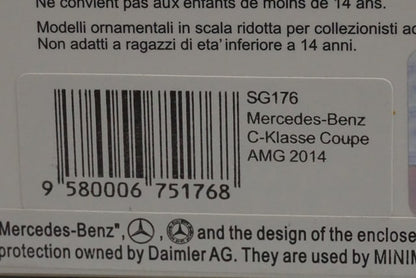 Ne convient pas aux enfants de moins de 14 ans.
Modelli ornamentali in scala ridotta per collezionisti
Non adatti a ragazzi di eta' inferiore a 14 anni.
SG176
Mercedes-Benz
C-Klasse Coupe
AMG 2014
9 580006 751768
Mercedes-Benz", , and the design of the enclose
protection owned by Daimler AG. They are used by MINIM